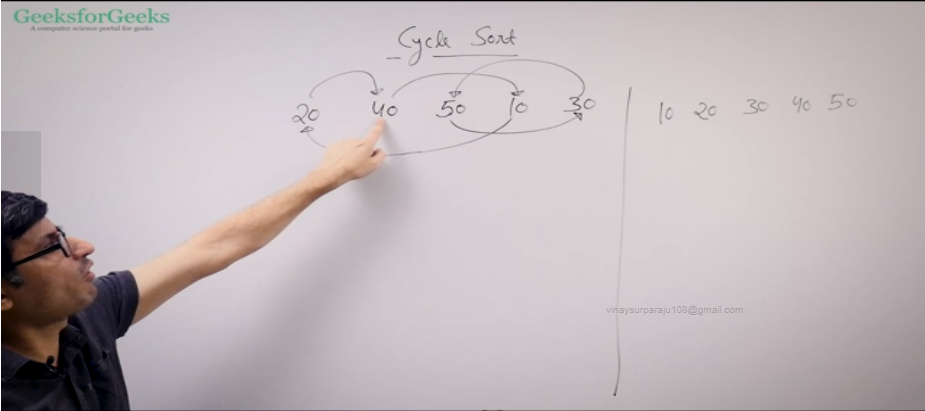 GeeksforGeeks
A computer science portal for geeks
Cycle Sort
20 40 50 10 30
10 20 30 40 50
vinaysurparaju108@gmail.com